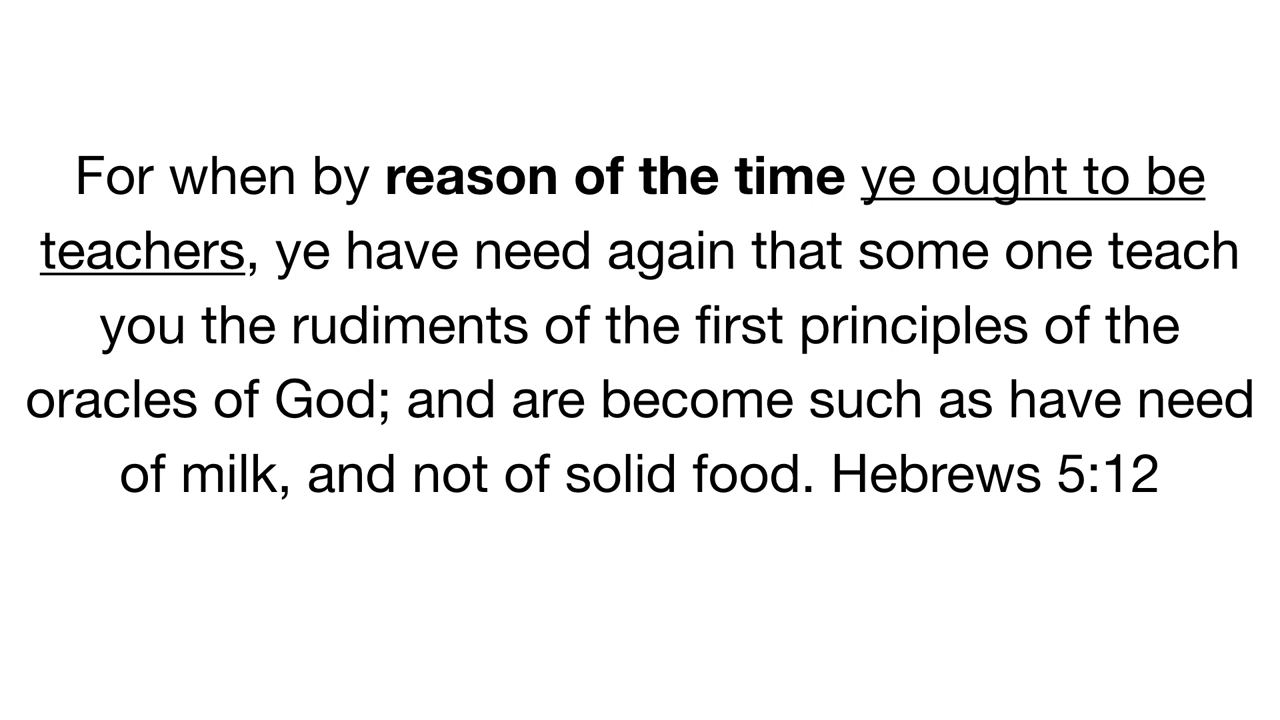 For when by reason of the time ye ought to be
teachers, ye have need again that some one teach
you the rudiments of the first principles of the
oracles of God; and are become such as have need
of milk, and not of solid food. Hebrews 5:12